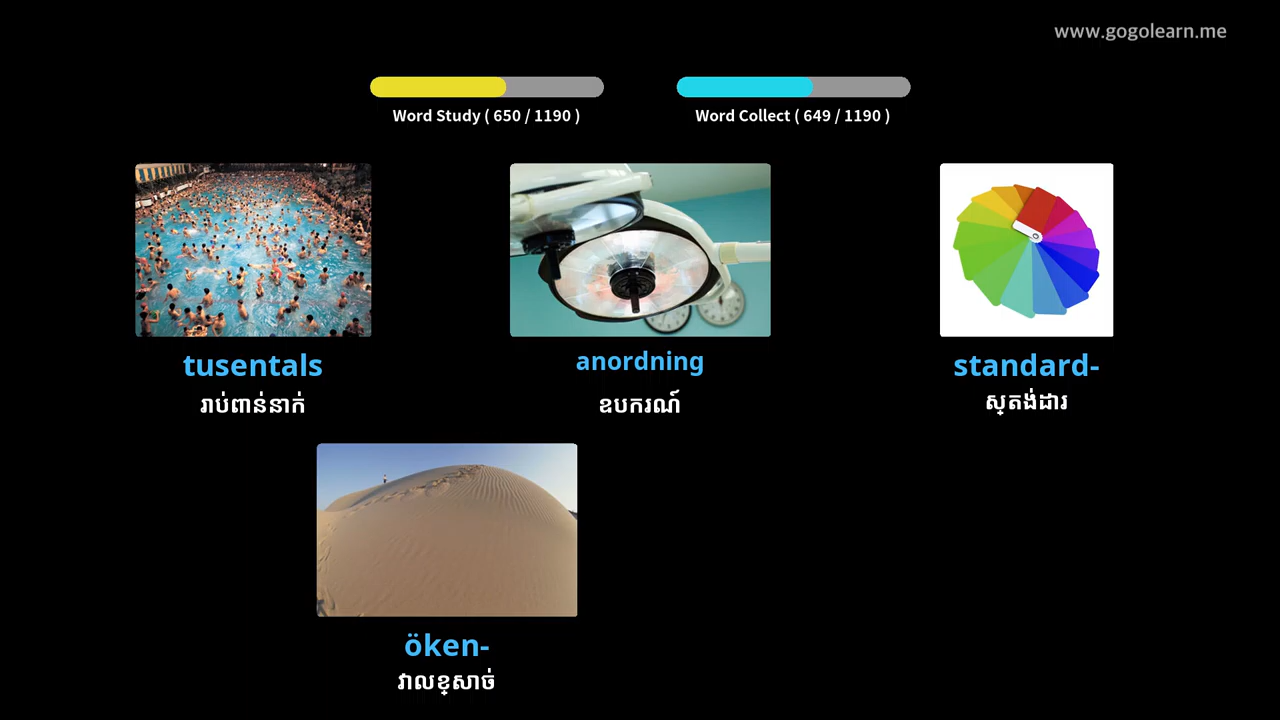 www.gogolearn.me
Word Study ( 650 / 1190 )
Word Collect ( 649 / 1190 )
tusentals
រាប់ពាន់នាក់
anordning
ឧបករណ៍
standard-
ស្តង់ដារ
öken-
វាលខ្សាច់